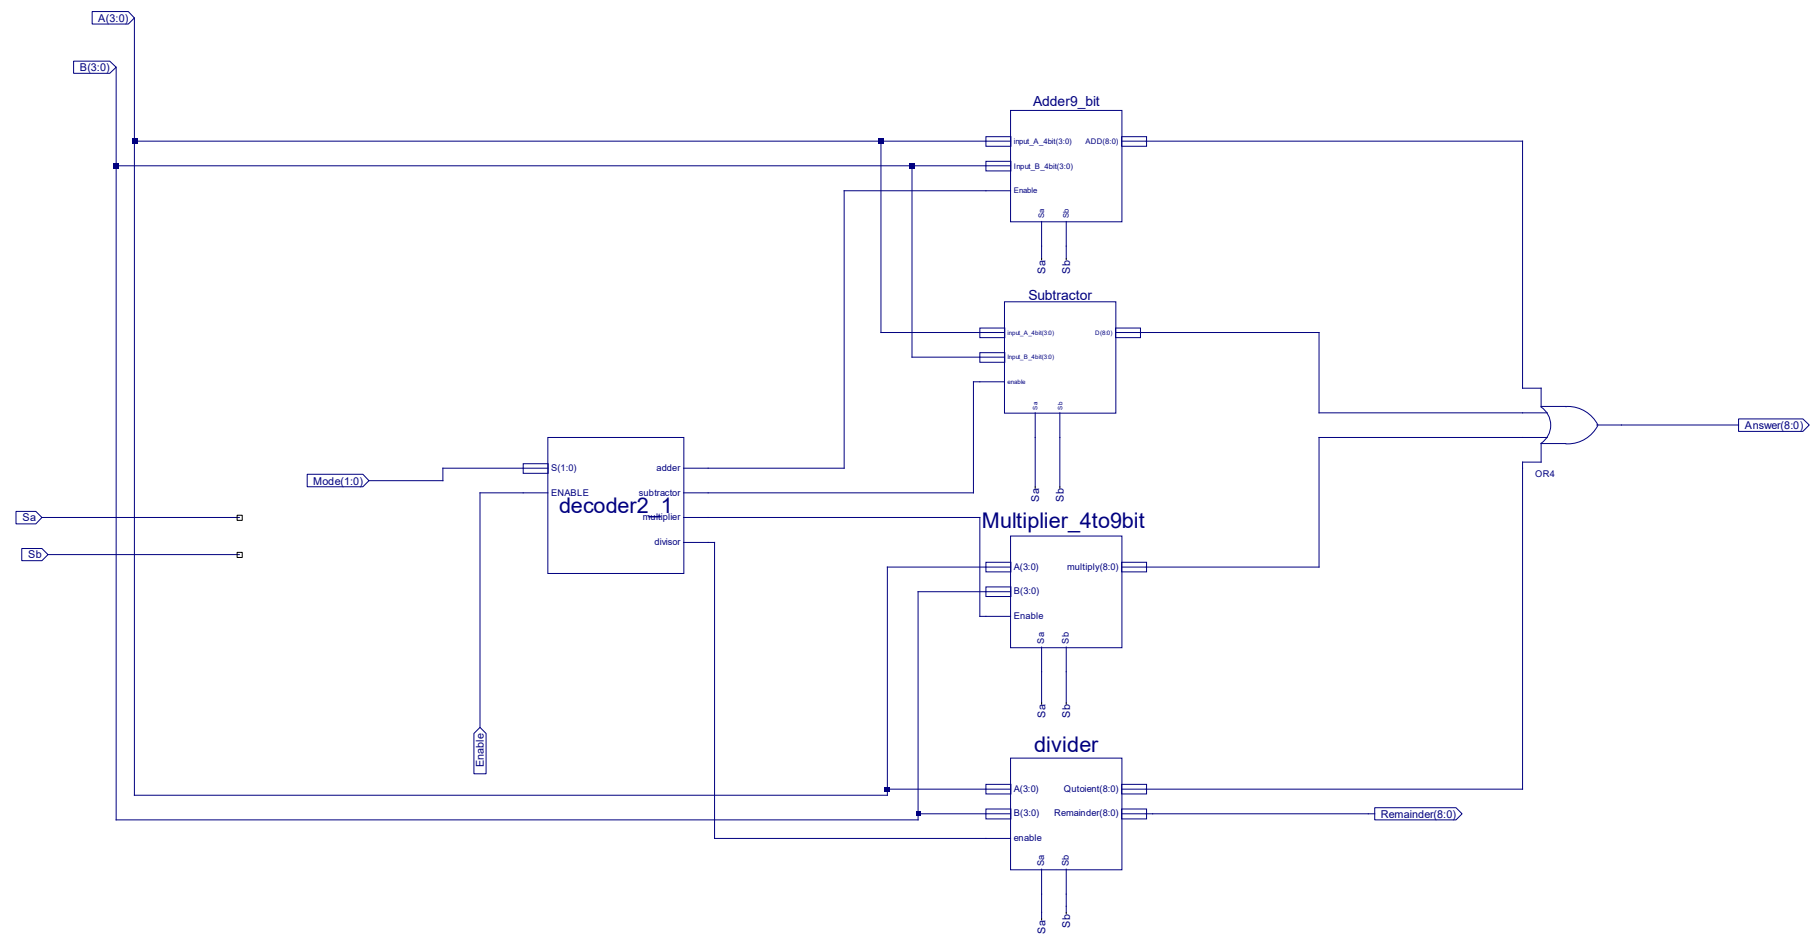 A(3:0)
B(3:0)
Adder9_bit
input_A_4bit(3:0)
ADD(8:0)
Input_B_4bit(3:0)
Enable
Sa
Sb
Sa
Sb
Subtractor
input_A_4bit(3:0)
D(8:0)
Input_B_4bit(3:0)
enable
Sa
Sb
Sa
Sb
Answer(8:0)
OR4
S(1:0)
adder
Mode(1:0)
ENABLE
subtractor
decoder2_1
multiplier
divisor
Sa
Sb
Enable
Multiplier_4to9bit
A(3:0)
multiply(8:0)
B(3:0)
Enable
Sa
Sb
Sa
Sb
divider
A(3:0)
Qutoient(8:0)
B(3:0)
Remainder(8:0)
Remainder(8:0)
enable
Sa
Sb
Sa
Sb